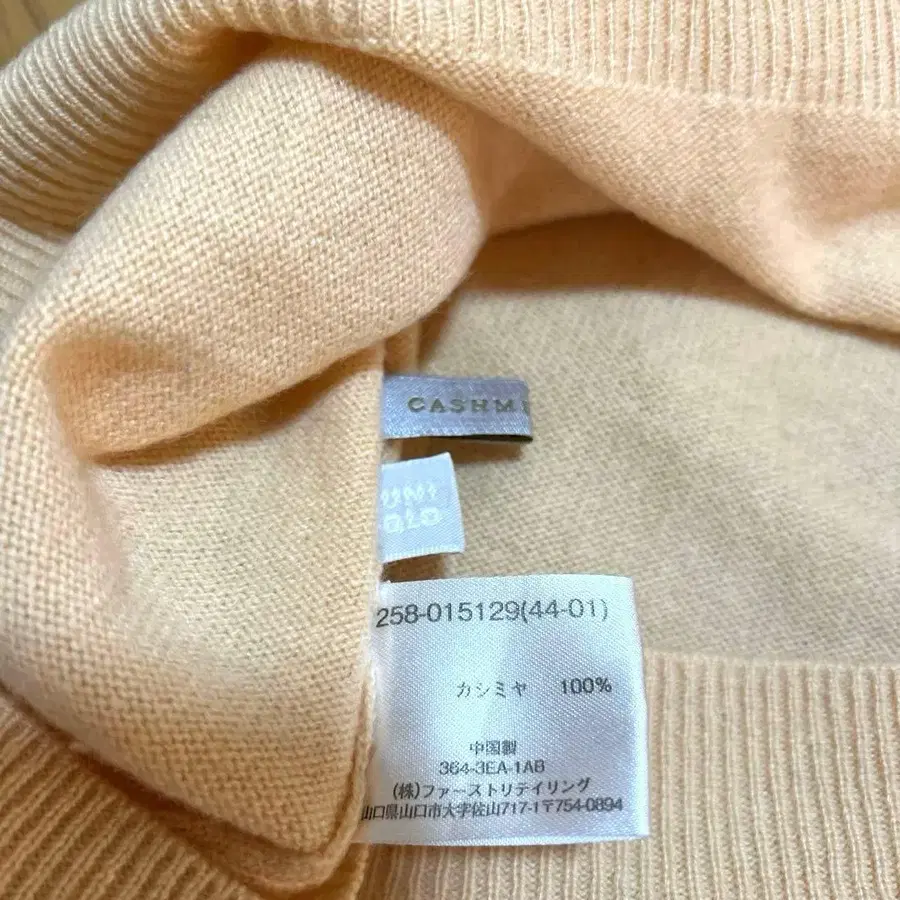 CASHM
UNI
QLO
258-015129(44-01)
カシミヤ 100%
中国製
364-3EA-1AB
(株)ファーストリテイリング
山口県山口市大字佐山717-1〒754-0894